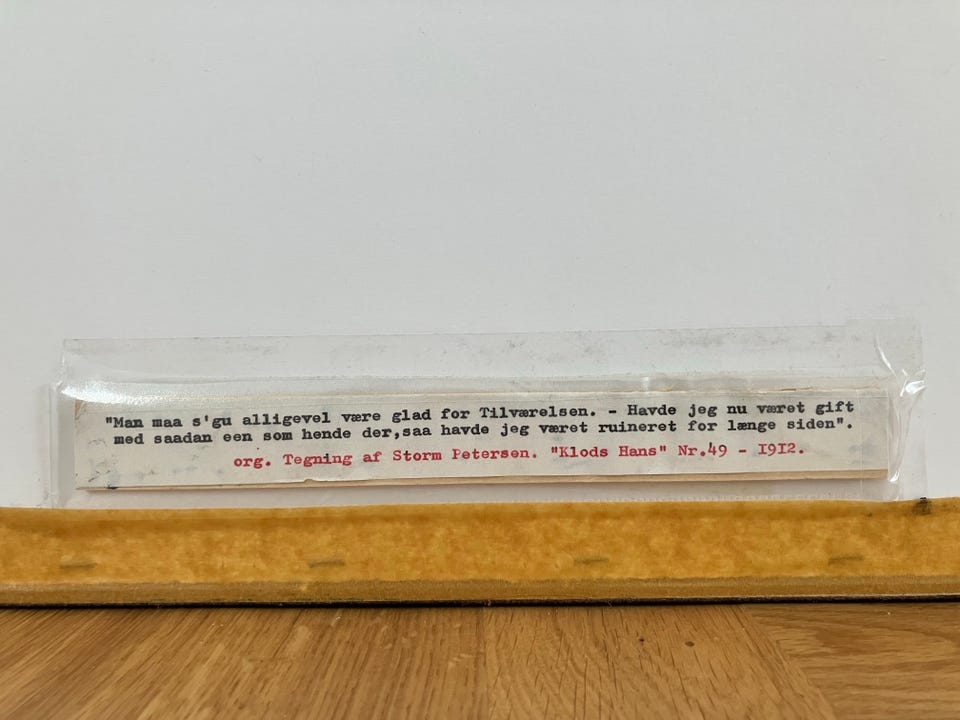 "Man maa s'gu alligevel være glad for Tilværelsen. - Havde jeg nu været gift
med saadan een som hende der,saa havde jeg været ruineret for længe siden".
org. Tegning af Storm Petersen. "Klods Hans" Nr.49 - 1912.